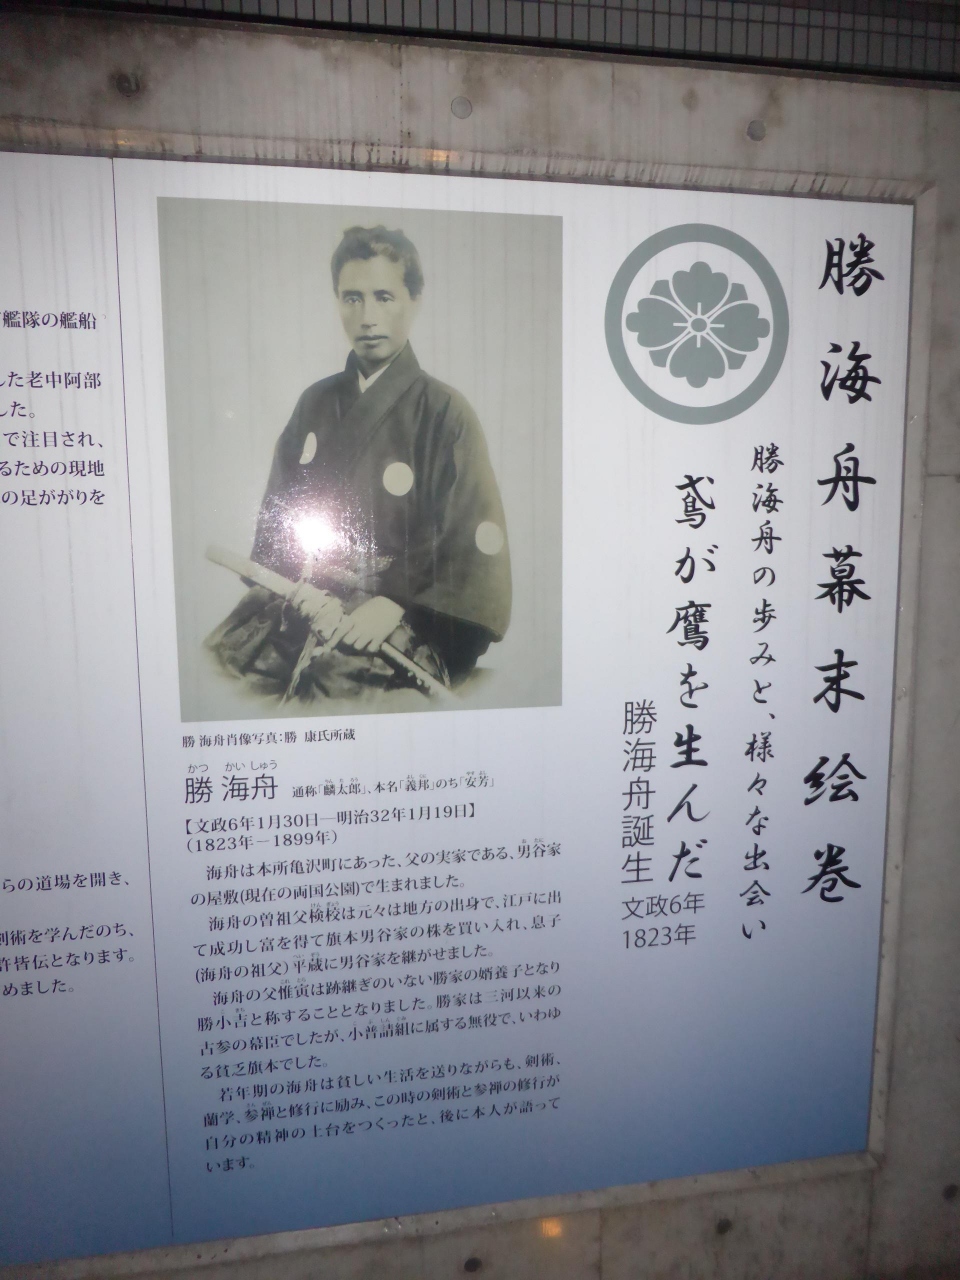 勝海舟幕末絵巻
勝海舟の歩みと、様々な出会い
鳶が鷹を生んだ
勝海舟誕生
文政6年
1823年
勝 海舟肖像写真：勝 康氏所蔵
かつ かいしゅう
勝 海舟 通称「麟太郎」、本名「義邦」のち「安芳」
【文政6年1月30日―明治32年1月19日】
（1823年－1899年）
海舟は本所亀沢町にあった、父の実家である、男谷家
の屋敷(現在の両国公園)で生まれました。
海舟の曽祖父検校は元々は地方の出身で、江戸に出
て成功し富を得て旗本男谷家の株を買い入れ、息子
(海舟の祖父）平蔵に男谷家を継がせました。
海舟の父惟寅は跡継ぎのいない勝家の婿養子となり
勝小吉と称することとなりました。勝家は三河以来の
古参の幕臣でしたが、小普請組に属する無役で、いわゆ
る貧乏旗本でした。
若年期の海舟は貧しい生活を送りながらも、剣術、
蘭学、参禅と修行に励み、この時の剣術と参禅の修行が
自分の精神の土台をつくったと、後に本人が語って
います。
艦隊の艦船
した老中阿部
した。
で注目され、
るための現地
の足ががりを
らの道場を開き、
剣術を学んだのち、
許皆伝となります。
めました。